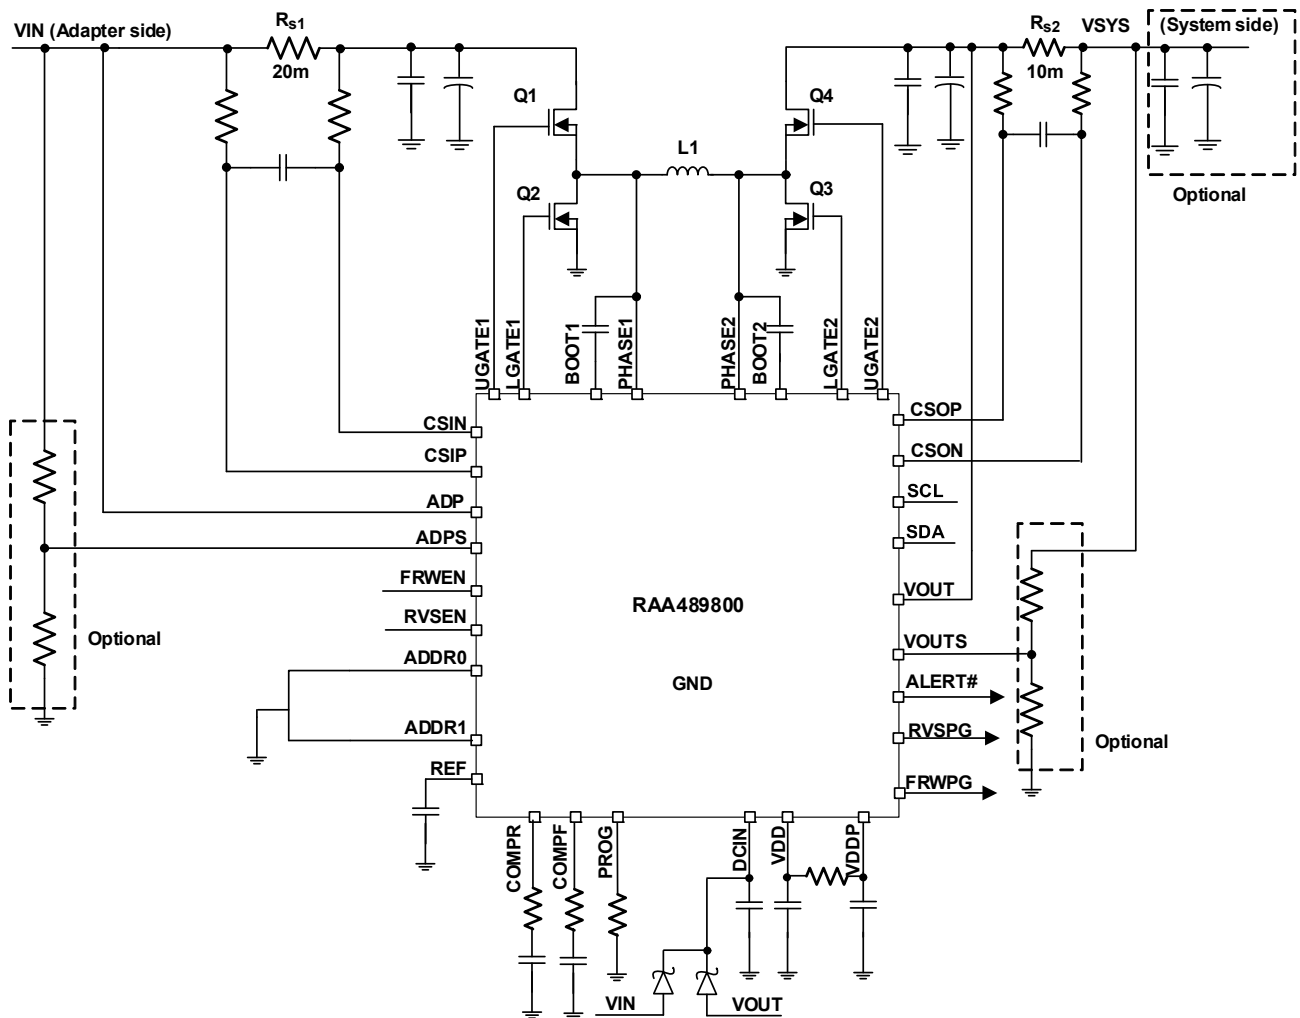 VIN (Adapter side)
Rs1
20m
Rs2
10m
VSYS
(System side)
Optional
Q1
Q4
L1
Q2
Q3
UGATE1
LGATE1
BOOT1
PHASE1
PHASE2
BOOT2
LGATE2
UGATE2
CSIN
CSIP
ADP
ADPS
FRWEN
RVSEN
ADDR0
ADDR1
REF
Optional
RAA489800
GND
CSOP
CSON
SCL
SDA
VOUT
VOUTS
ALERT#
RVSPG
FRWPG
Optional
COMPR
COMPF
PROG
DCIN
VDD
VDDP
VIN
VOUT